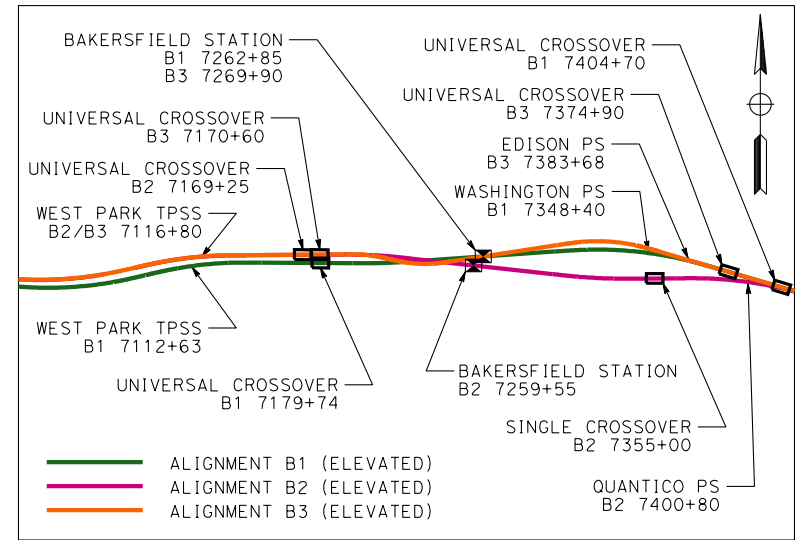 BAKERSFIELD STATION
B1 7262+85
B3 7269+90
UNIVERSAL CROSSOVER
B1 7404+70
UNIVERSAL CROSSOVER
B3 7374+90
UNIVERSAL CROSSOVER
B3 7170+60
EDISON PS
B3 7383+68
UNIVERSAL CROSSOVER
B2 7169+25
WASHINGTON PS
B1 7348+40
WEST PARK TPSS
B2/B3 7116+80
WEST PARK TPSS
B1 7112+63
UNIVERSAL CROSSOVER
B1 7179+74
BAKERSFIELD STATION
B2 7259+55
SINGLE CROSSOVER
B2 7355+00
QUANTICO PS
B2 7400+80
ALIGNMENT B1 (ELEVATED)
ALIGNMENT B2 (ELEVATED)
ALIGNMENT B3 (ELEVATED)